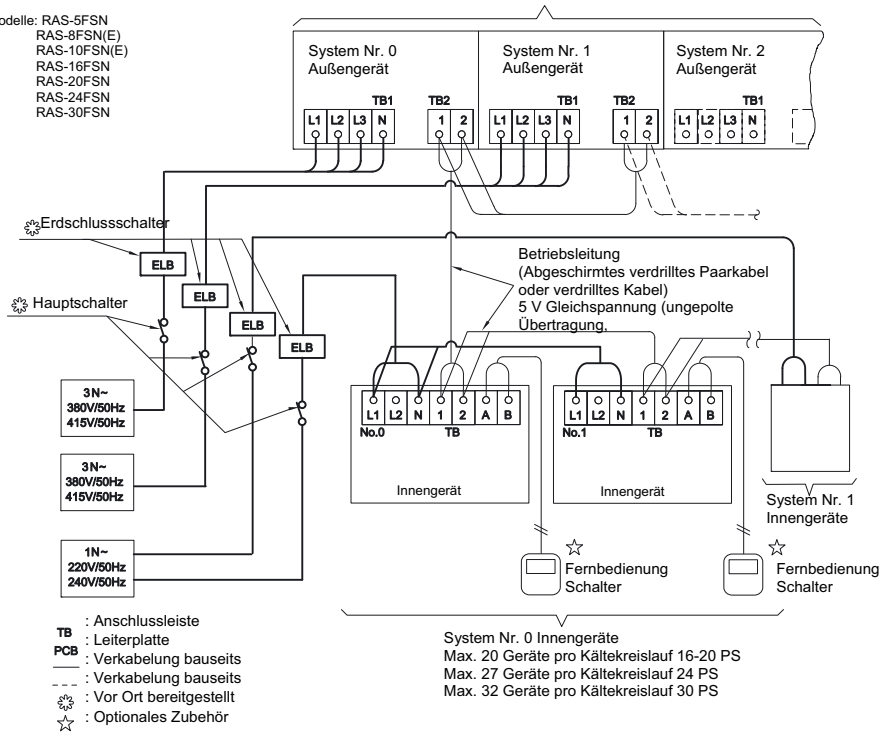 odelle: RAS-5FSN
RAS-8FSN(E)
RAS-10FSN(E)
RAS-16FSN
RAS-20FSN
RAS-24FSN
RAS-30FSN
System Nr. 0
Außengerät
System Nr. 1
Außengerät
System Nr. 2
Außengerät
TB1
TB2
TB1
TB2
TB1
L1 L2 L3 N
1 2
L1 L2 L3 N
1 2
L1 L2 L3 N
Erdschlussschalter
ELB
ELB
ELB
ELB
Hauptschalter
Betriebsleitung
(Abgeschirmtes verdrilltes Paarkabel
oder verdrilltes Kabel)
5 V Gleichspannung (ungepolte
Übertragung,
3N~
380V/50Hz
415V/50Hz
3N~
380V/50Hz
415V/50Hz
1N~
220V/50Hz
240V/50Hz
L1 L2 N 1 2 A B
No.0 TB
Innengerät
L1 L2 N 1 2 A B
No.1 TB
Innengerät
System Nr. 1
Innengeräte
Fernbedienung
Schalter
Fernbedienung
Schalter
System Nr. 0 Innengeräte
Max. 20 Geräte pro Kältekreislauf 16-20 PS
Max. 27 Geräte pro Kältekreislauf 24 PS
Max. 32 Geräte pro Kältekreislauf 30 PS
TB : Anschlussleiste
PCB : Leiterplatte
: Verkabelung bauseits
: Verkabelung bauseits
: Vor Ort bereitgestellt
: Optionales Zubehör